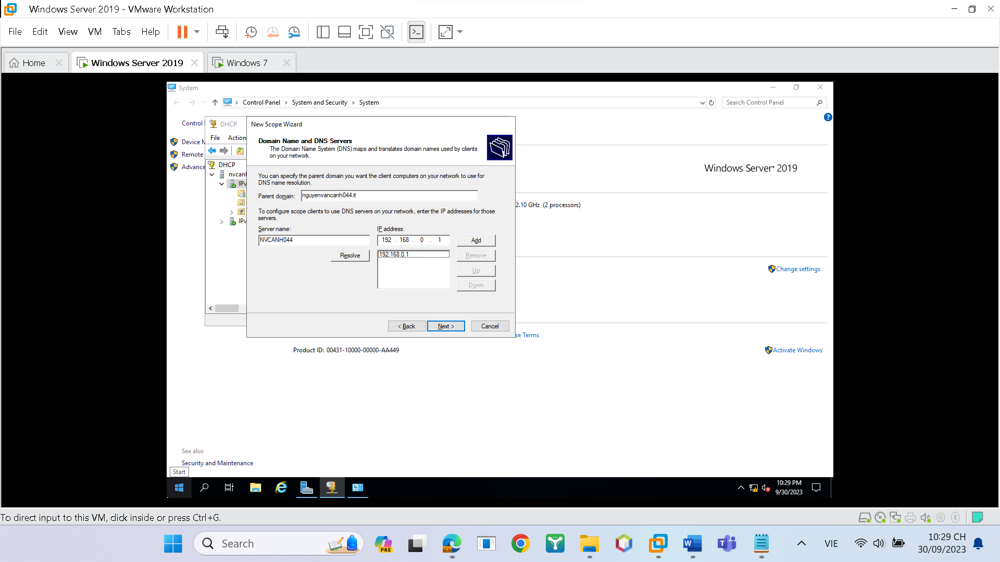 Windows Server 2019 - VMware Workstation
File Edit View VM Tabs Help
Home
Windows Server 2019
Windows 7
System
Control Panel > System and Security > System
Search Control Panel
Control
DHCP
File Action
Device M
Remote
Advance
DHCP
nvcanh
IPv
IPv
New Scope Wizard
Domain Name and DNS Servers
The Domain Name System (DNS) maps and translates domain names used by clients
on your network.
You can specify the parent domain you want the client computers on your network to use for
DNS name resolution.
Parent domain: nguyenvancanh044.it
To configure scope clients to use DNS servers on your network, enter the IP addresses for those
servers.
Server name: IP address:
NVCANH044 192 . 168 . 0 . 1 Add
Resolve 192.168.0.1 Remove
Up
Down
< Back Next > Cancel
Windows Server® 2019
2.10 GHz (2 processors)
Change settings
se Terms
Product ID: 00431-10000-00000-AA449
Activate Windows
See also
Security and Maintenance
Start
10:29 PM
9/30/2023
To direct input to this VM, click inside or press Ctrl+G.
Search
PRE
VIE
10:29 CH
30/09/2023